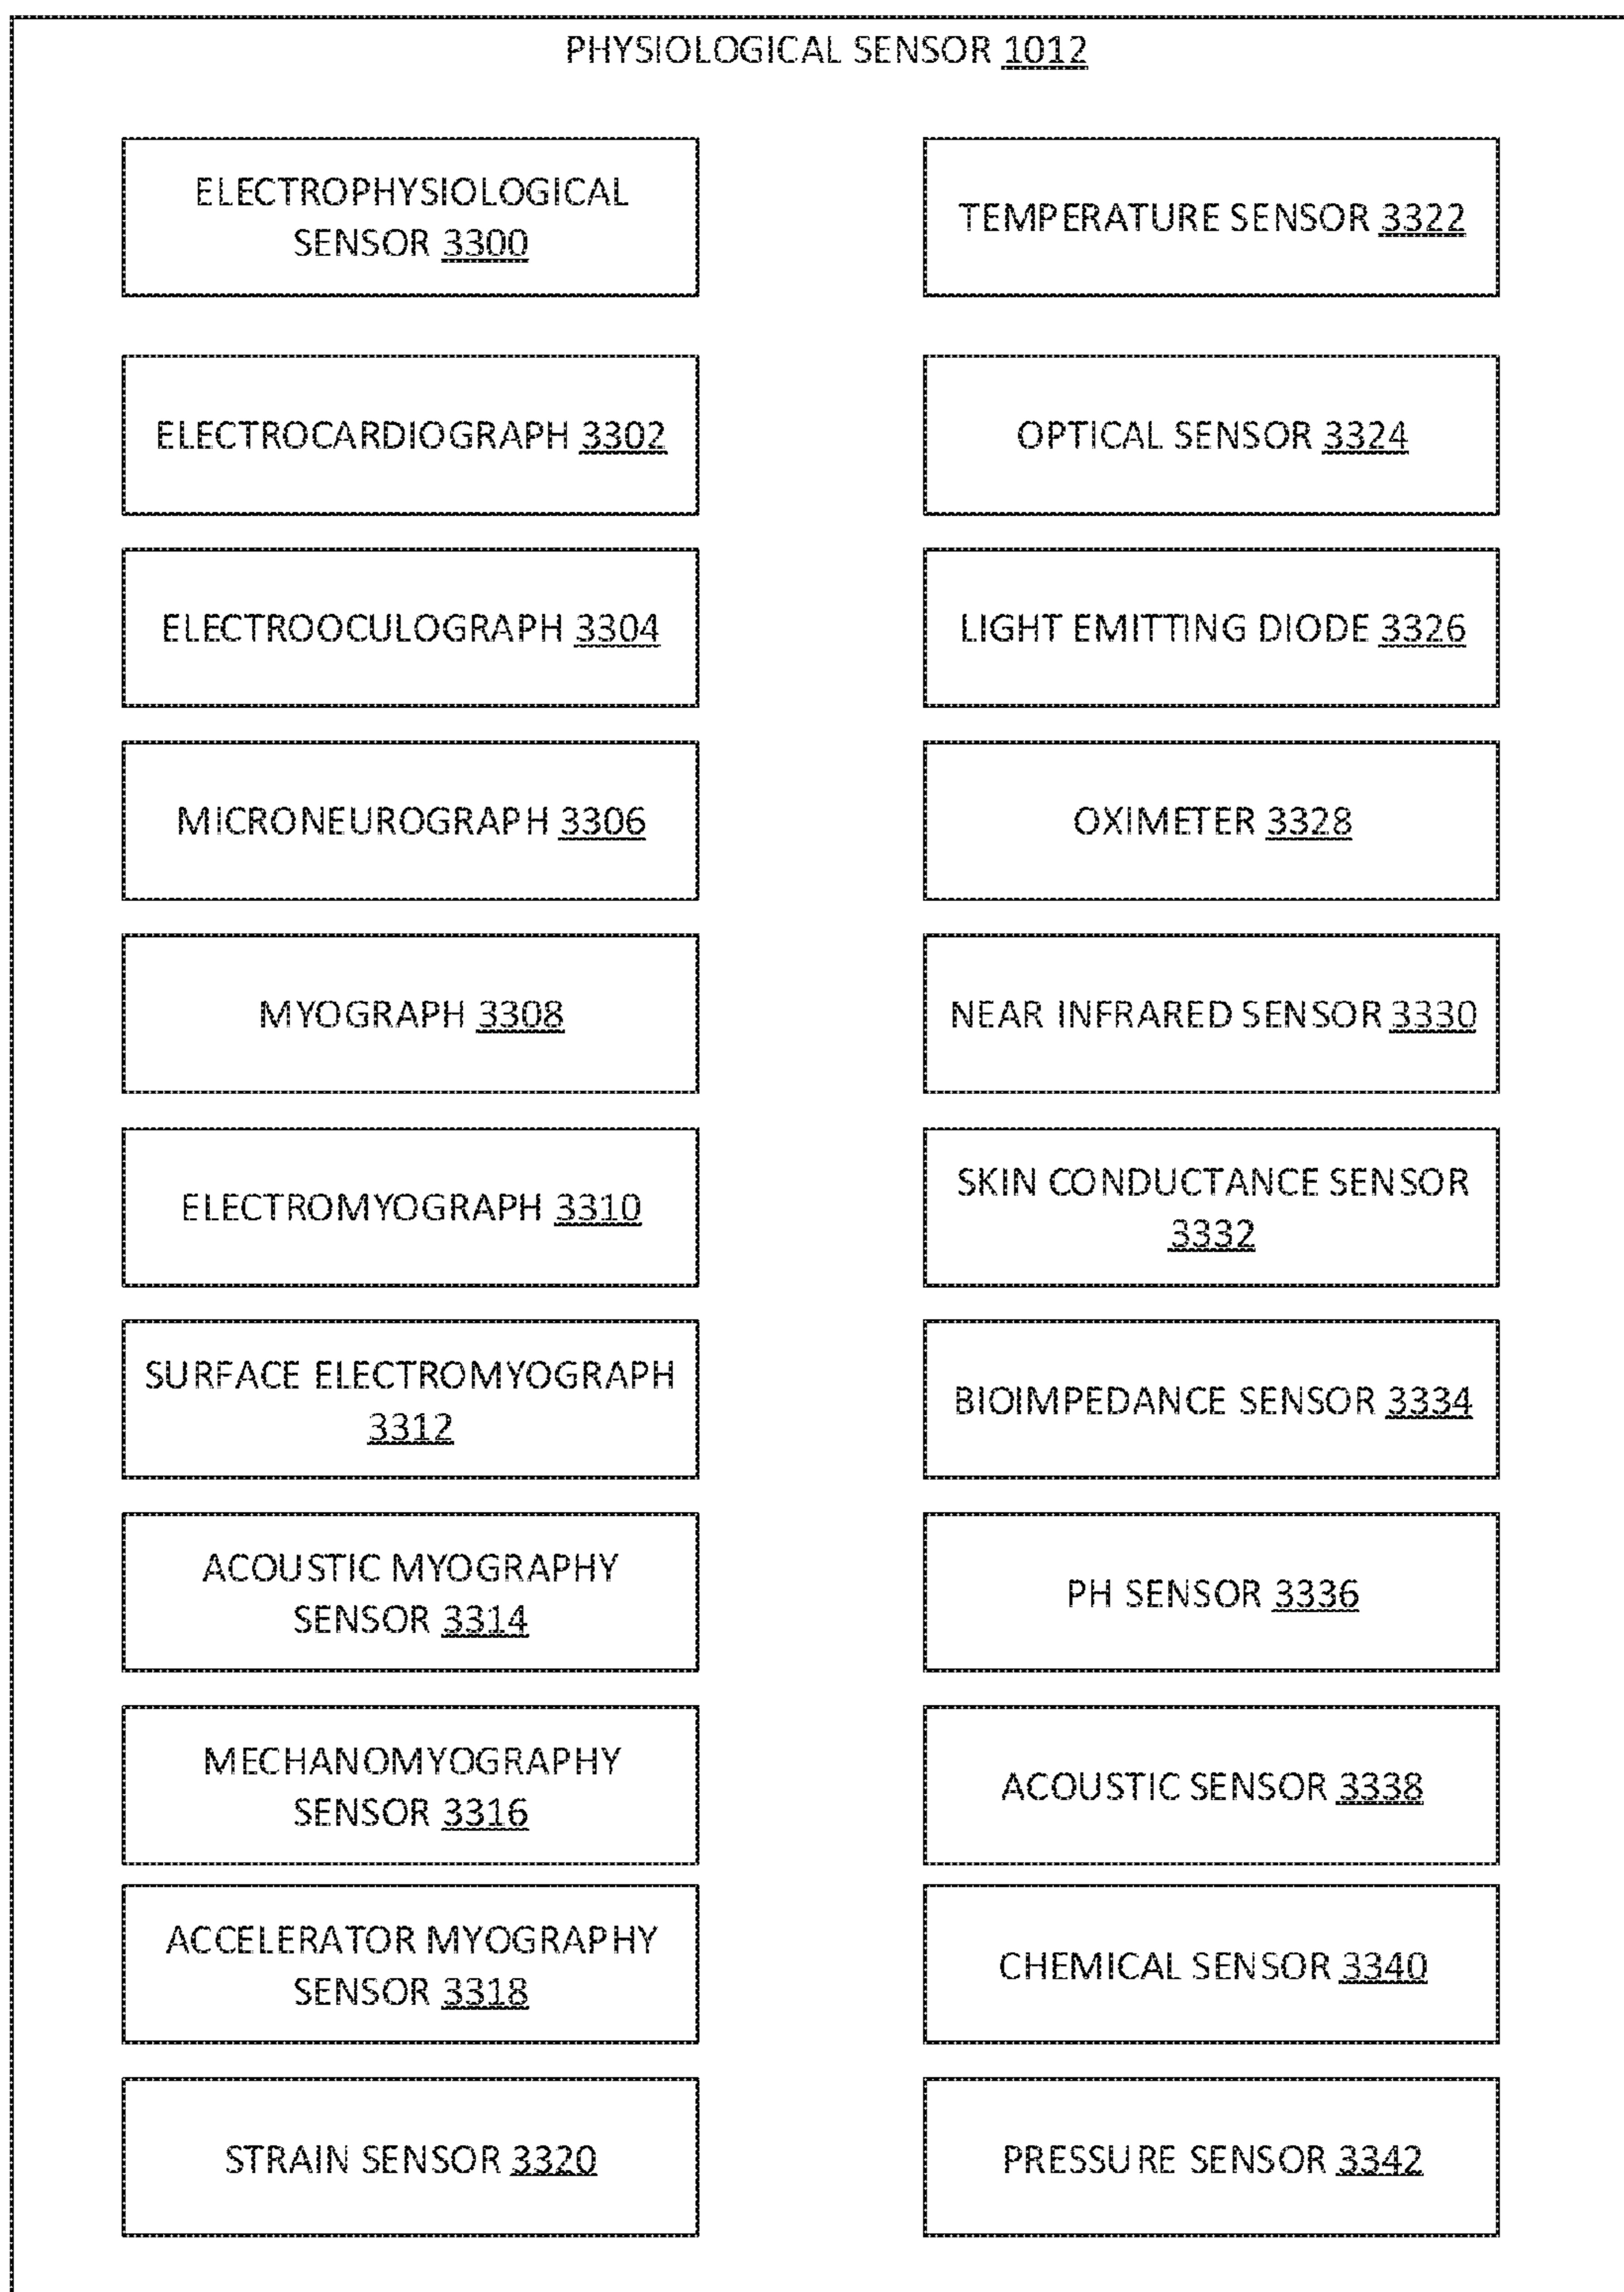 PHYSIOLOGICAL SENSOR 1012
ELECTROPHYSIOLOGICAL
SENSOR 3300
ELECTROCARDIOGRAPH 3302
ELECTROOCULOGRAPH 3304
MICRONEUROGRAPH 3306
MYOGRAPH 3308
ELECTROMYOGRAPH 3310
SURFACE ELECTROMYOGRAPH
3312
ACOUSTIC MYOGRAPHY
SENSOR 3314
MECHANOMYOGRAPHY
SENSOR 3316
ACCELERATOR MYOGRAPHY
SENSOR 3318
STRAIN SENSOR 3320
TEMPERATURE SENSOR 3322
OPTICAL SENSOR 3324
LIGHT EMITTING DIODE 3326
OXIMETER 3328
NEAR INFRARED SENSOR 3330
SKIN CONDUCTANCE SENSOR
3332
BIOIMPEDANCE SENSOR 3334
PH SENSOR 3336
ACOUSTIC SENSOR 3338
CHEMICAL SENSOR 3340
PRESSURE SENSOR 3342